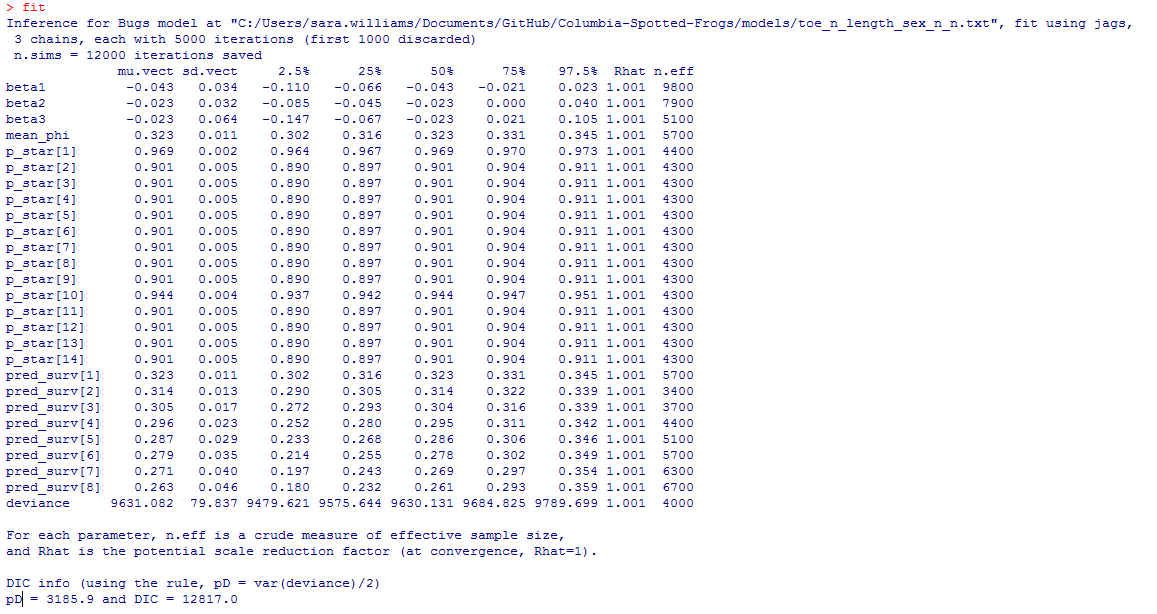 > fit
Inference for Bugs model at "C:/Users/sara.williams/Documents/GitHub/Columbia-Spotted-Frogs/models/toe_n_length_sex_n_n.txt", fit using jags,
 3 chains, each with 5000 iterations (first 1000 discarded)
 n.sims = 12000 iterations saved
             mu.vect sd.vect     2.5%      25%      50%      75%    97.5%  Rhat n.eff
beta1         -0.043   0.034   -0.110   -0.066   -0.043   -0.021    0.023 1.001  9800
beta2         -0.023   0.032   -0.085   -0.045   -0.023    0.000    0.040 1.001  7900
beta3         -0.023   0.064   -0.147   -0.067   -0.023    0.021    0.105 1.001  5100
mean_phi       0.323   0.011    0.302    0.316    0.323    0.331    0.345 1.001  5700
p_star[1]      0.969   0.002    0.964    0.967    0.969    0.970    0.973 1.001  4400
p_star[2]      0.901   0.005    0.890    0.897    0.901    0.904    0.911 1.001  4300
p_star[3]      0.901   0.005    0.890    0.897    0.901    0.904    0.911 1.001  4300
p_star[4]      0.901   0.005    0.890    0.897    0.901    0.904    0.911 1.001  4300
p_star[5]      0.901   0.005    0.890    0.897    0.901    0.904    0.911 1.001  4300
p_star[6]      0.901   0.005    0.890    0.897    0.901    0.904    0.911 1.001  4300
p_star[7]      0.901   0.005    0.890    0.897    0.901    0.904    0.911 1.001  4300
p_star[8]      0.901   0.005    0.890    0.897    0.901    0.904    0.911 1.001  4300
p_star[9]      0.901   0.005    0.890    0.897    0.901    0.904    0.911 1.001  4300
p_star[10]     0.944   0.004    0.937    0.942    0.944    0.947    0.951 1.001  4300
p_star[11]     0.901   0.005    0.890    0.897    0.901    0.904    0.911 1.001  4300
p_star[12]     0.901   0.005    0.890    0.897    0.901    0.904    0.911 1.001  4300
p_star[13]     0.901   0.005    0.890    0.897    0.901    0.904    0.911 1.001  4300
p_star[14]     0.901   0.005    0.890    0.897    0.901    0.904    0.911 1.001  4300
pred_surv[1]   0.323   0.011    0.302    0.316    0.323    0.331    0.345 1.001  5700
pred_surv[2]   0.314   0.013    0.290    0.305    0.314    0.322    0.339 1.001  3400
pred_surv[3]   0.305   0.017    0.272    0.293    0.304    0.316    0.339 1.001  3700
pred_surv[4]   0.296   0.023    0.252    0.280    0.295    0.311    0.342 1.001  4400
pred_surv[5]   0.287   0.029    0.233    0.268    0.286    0.306    0.346 1.001  5100
pred_surv[6]   0.279   0.035    0.214    0.255    0.278    0.302    0.349 1.001  5700
pred_surv[7]   0.271   0.040    0.197    0.243    0.269    0.297    0.354 1.001  6300
pred_surv[8]   0.263   0.046    0.180    0.232    0.261    0.293    0.359 1.001  6700
deviance    9631.082  79.837 9479.621 9575.644 9630.131 9684.825 9789.699 1.001  4000

For each parameter, n.eff is a crude measure of effective sample size,
and Rhat is the potential scale reduction factor (at convergence, Rhat=1).

DIC info (using the rule, pD = var(deviance)/2)
pD = 3185.9 and DIC = 12817.0